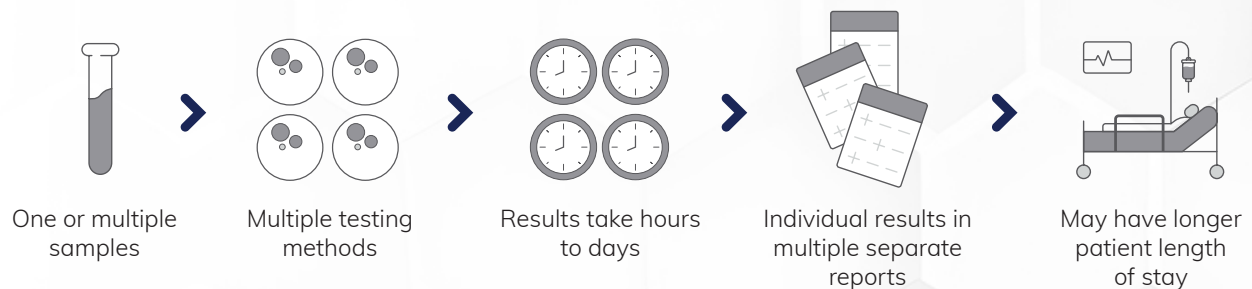 One or multiple
samples
Multiple testing
methods
Results take hours
to days
Individual results in
multiple separate
reports
May have longer
patient length
of stay